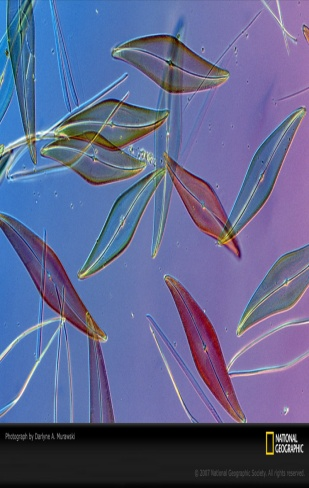 Photograph by Darlyne A. Murawski
NATIONAL
GEOGRAPHIC
© 2007 National Geographic Society. All rights reserved.